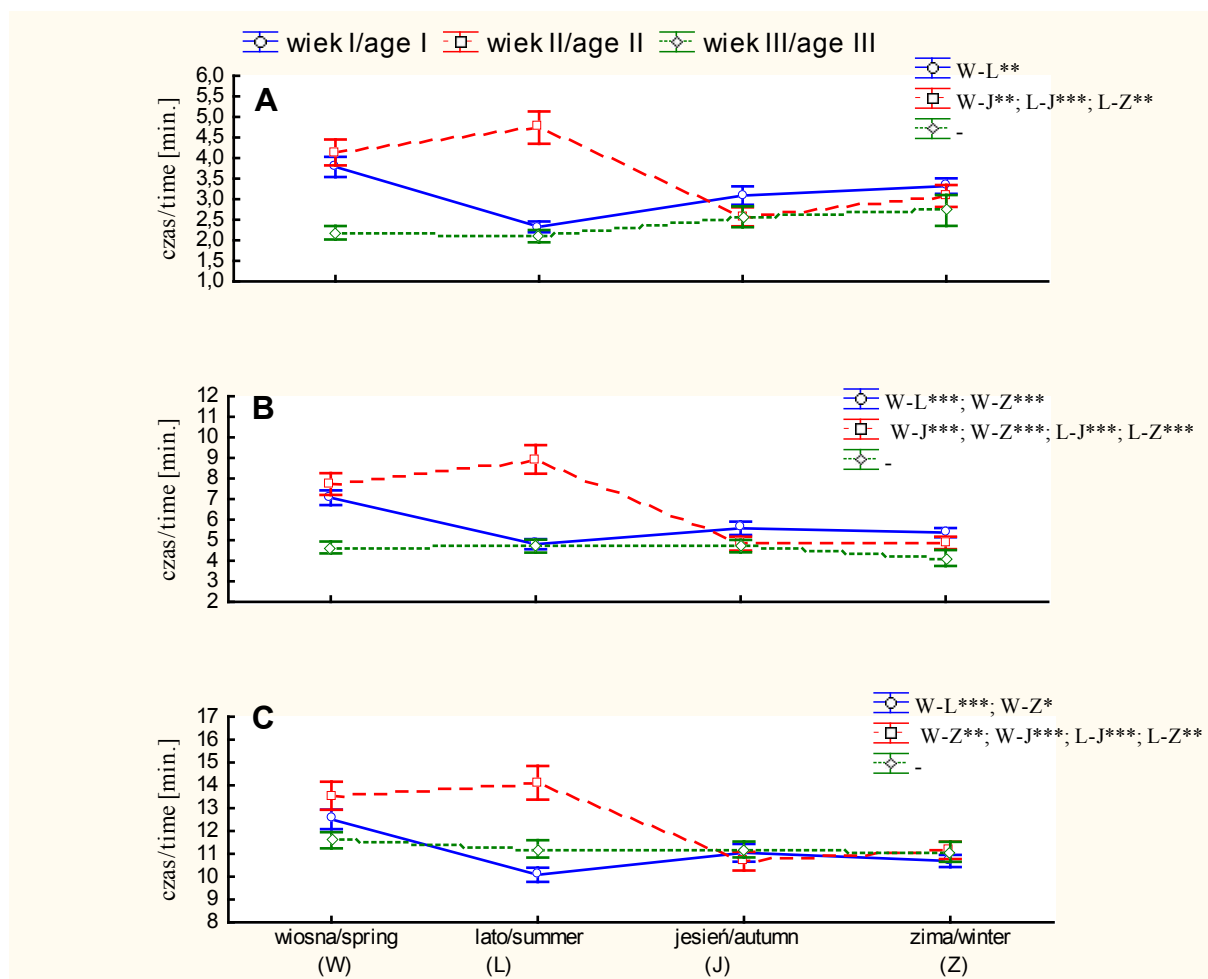 wiek I/age I wiek II/age II wiek III/age III
A
W-L**
W-J**; L-J***; L-Z**
-
czas/time [min.]
6,0
5,5
5,0
4,5
4,0
3,5
3,0
2,5
2,0
1,5
1,0
B
W-L***; W-Z***
W-J***; W-Z***; L-J***; L-Z***
-
czas/time [min.]
12
11
10
9
8
7
6
5
4
3
2
C
W-L***; W-Z*
W-Z**; W-J***; L-J***; L-Z**
-
czas/time [min.]
17
16
15
14
13
12
11
10
9
8
wiosna/spring lato/summer jesień/autumn zima/winter
(W) (L) (J) (Z)